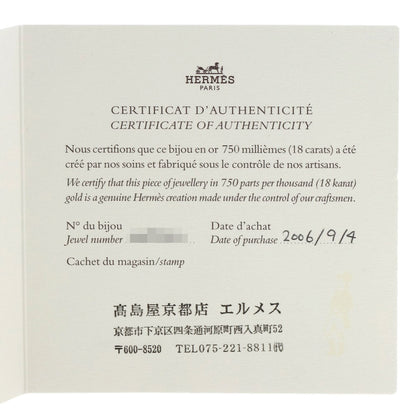 HERMÈS
PARIS
CERTIFICAT D'AUTHENTICITÉ
CERTIFICATE OF AUTHENTICITY
Nous certifions que ce bijou en or 750 millièmes (18 carats) a été
créé par nos soins et fabriqué sous le contrôle de nos artisans.
We certify that this piece of jewellery in 750 parts per thousand (18 karat)
gold is a genuine Hermès creation made under the control of our craftsmen.
N° du bijou Date d'achat
Jewel number Date of purchase 2006/9/4
Cachet du magasin/stamp
髙島屋京都店 エルメス
京都市下京区四条通河原町西入真町52
〒600-8520 TEL075-221-8811㈹